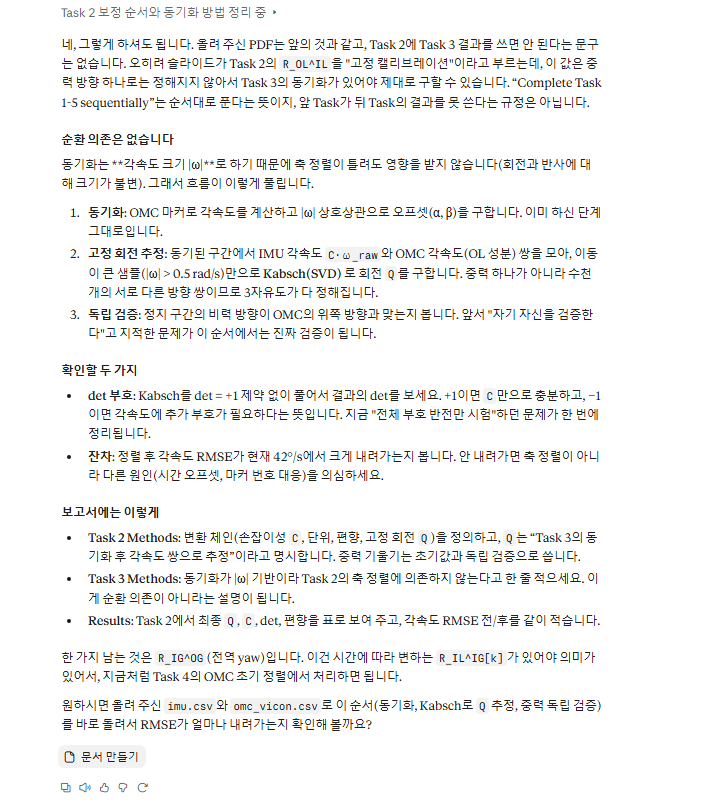 Task 2 보정 순서와 동기화 방법 정리 중 ▸
네, 그렇게 하셔도 됩니다. 올려 주신 PDF는 앞의 것과 같고, Task 2에 Task 3 결과를 쓰면 안 된다는 문구
는 없습니다. 오히려 슬라이드가 Task 2의 R_OL^IL 을 "고정 캘리브레이션"이라고 부르는데, 이 값은 중
력 방향 하나로는 정해지지 않아서 Task 3의 동기화가 있어야 제대로 구할 수 있습니다. “Complete Task
1-5 sequentially”는 순서대로 푼다는 뜻이지, 앞 Task가 뒤 Task의 결과를 못 쓴다는 규정은 아닙니다.
순환 의존은 없습니다
동기화는 **각속도 크기 |ω|**로 하기 때문에 축 정렬이 틀려도 영향을 받지 않습니다(회전과 반사에 대
해 크기가 불변). 그래서 흐름이 이렇게 풀립니다.
1. 동기화: OMC 마커로 각속도를 계산하고 |ω| 상호상관으로 오프셋(α, β)을 구합니다. 이미 하신 단계
그대로입니다.
2. 고정 회전 추정: 동기된 구간에서 IMU 각속도 C·ω_raw 와 OMC 각속도(OL 성분) 쌍을 모아, 이동
이 큰 샘플(|ω| > 0.5 rad/s)만으로 Kabsch(SVD) 로 회전 Q 를 구합니다. 중력 하나가 아니라 수천
개의 서로 다른 방향 쌍이므로 3자유도가 다 정해집니다.
3. 독립 검증: 정지 구간의 비력 방향이 OMC의 위쪽 방향과 맞는지 봅니다. 앞서 "자기 자신을 검증한
다"고 지적한 문제가 이 순서에서는 진짜 검증이 됩니다.
확인할 두 가지
• det 부호: Kabsch를 det = +1 제약 없이 풀어서 결과의 det를 보세요. +1이면 C 만으로 충분하고, −1
이면 각속도에 추가 부호가 필요하다는 뜻입니다. 지금 "전체 부호 반전만 시험"하던 문제가 한 번에
정리됩니다.
• 잔차: 정렬 후 각속도 RMSE가 현재 42°/s에서 크게 내려가는지 봅니다. 안 내려가면 축 정렬이 아니
라 다른 원인(시간 오프셋, 마커 번호 대응)을 의심하세요.
보고서에는 이렇게
• Task 2 Methods: 변환 체인(손잡이성 C , 단위, 편향, 고정 회전 Q )을 정의하고, Q 는 “Task 3의 동
기화 후 각속도 쌍으로 추정”이라고 명시합니다. 중력 기울기는 초기값과 독립 검증으로 씁니다.
• Task 3 Methods: 동기화가 |ω| 기반이라 Task 2의 축 정렬에 의존하지 않는다고 한 줄 적으세요. 이
게 순환 의존이 아니라는 설명이 됩니다.
• Results: Task 2에서 최종 Q , C , det, 편향을 표로 보여 주고, 각속도 RMSE 전/후를 같이 적습니다.
한 가지 남는 것은 R_IG^OG (전역 yaw)입니다. 이건 시간에 따라 변하는 R_IL^IG[k] 가 있어야 의미가
있어서, 지금처럼 Task 4의 OMC 초기 정렬에서 처리하면 됩니다.
원하시면 올려 주신 imu.csv 와 omc_vicon.csv 로 이 순서(동기화, Kabsch로 Q 추정, 중력 독립 검증)
를 바로 돌려서 RMSE가 얼마나 내려가는지 확인해 볼까요?
문서 만들기